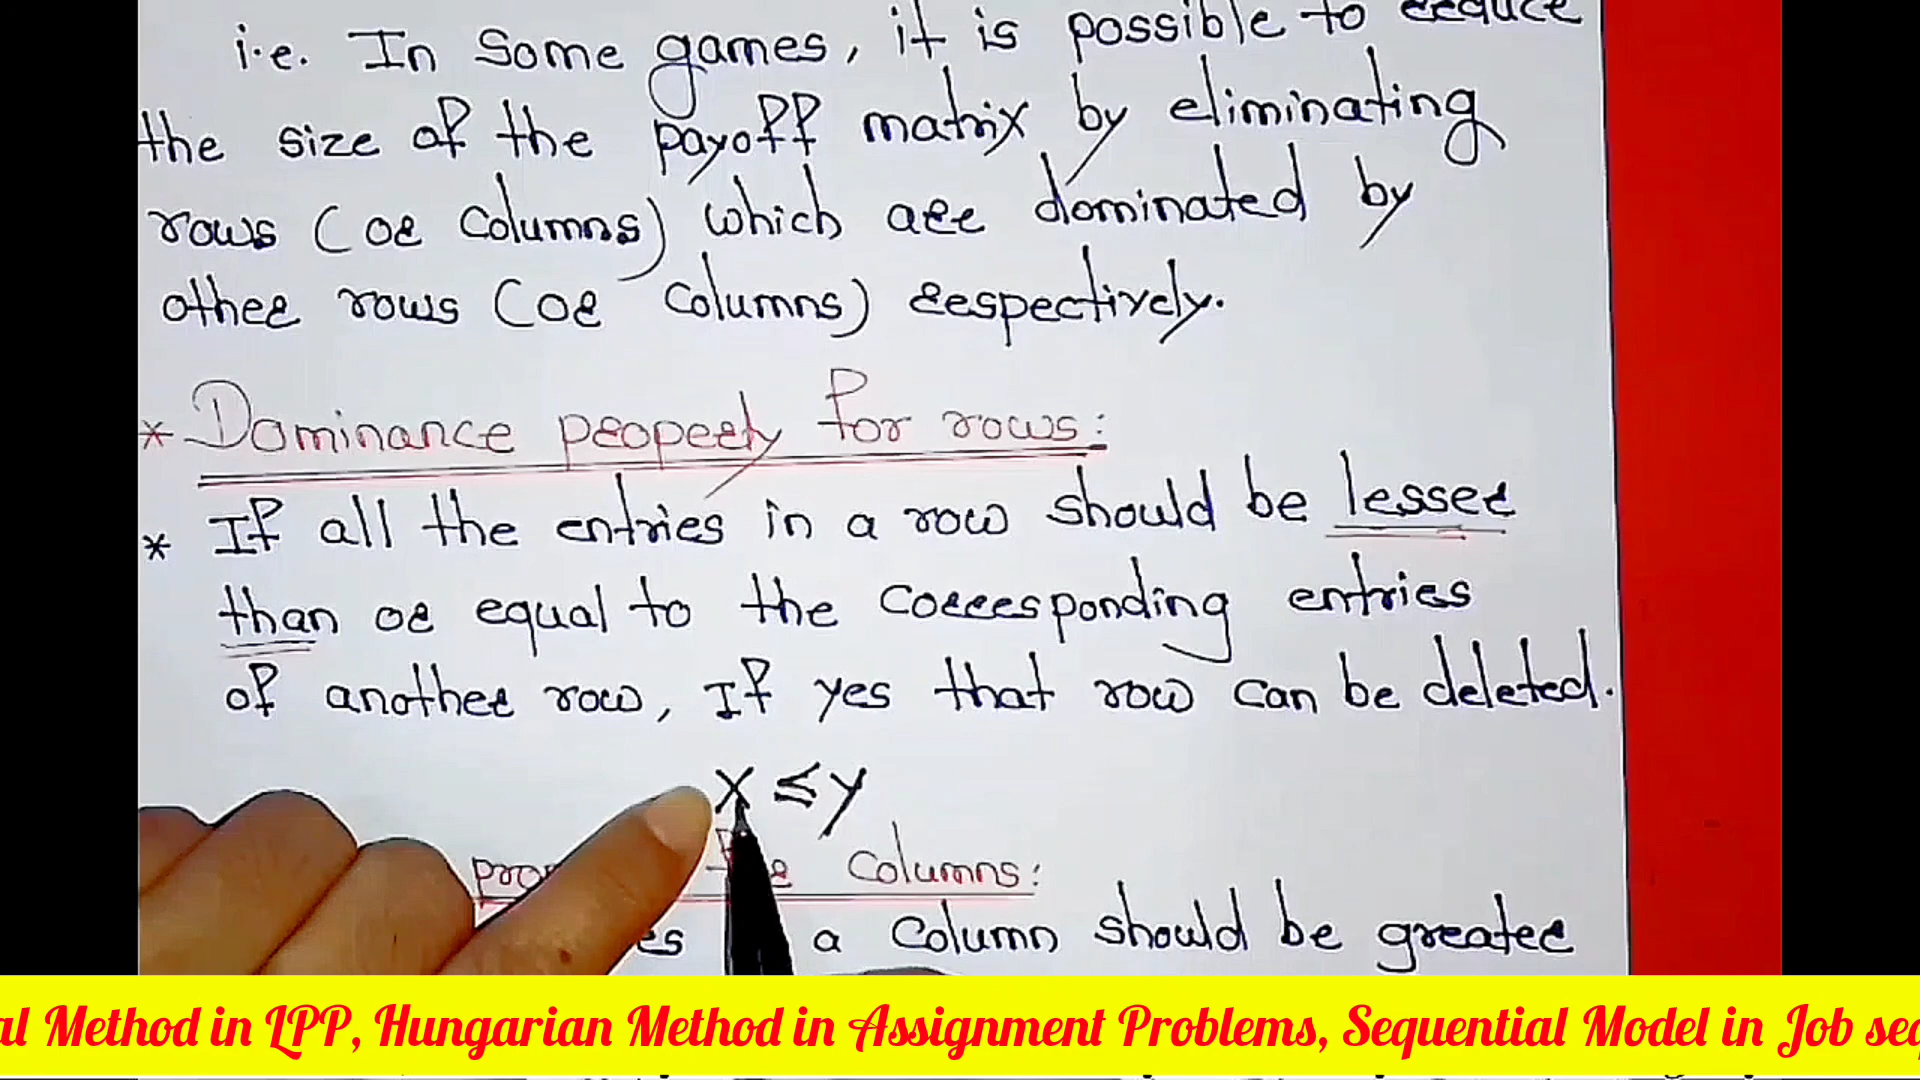 i.e. In some games, it is possible to reduce
the size of the payoff matrix by eliminating
rows (or columns) which are dominated by
other rows (or columns) respectively.
* Dominance property for rows:
* If all the entries in a row should be lesser
than or equal to the corresponding entries
of another row, If yes that row can be deleted.
X ≤ y
columns:
a column should be greater
al Method in LPP, Hungarian Method in Assignment Problems, Sequential Model in Job seq